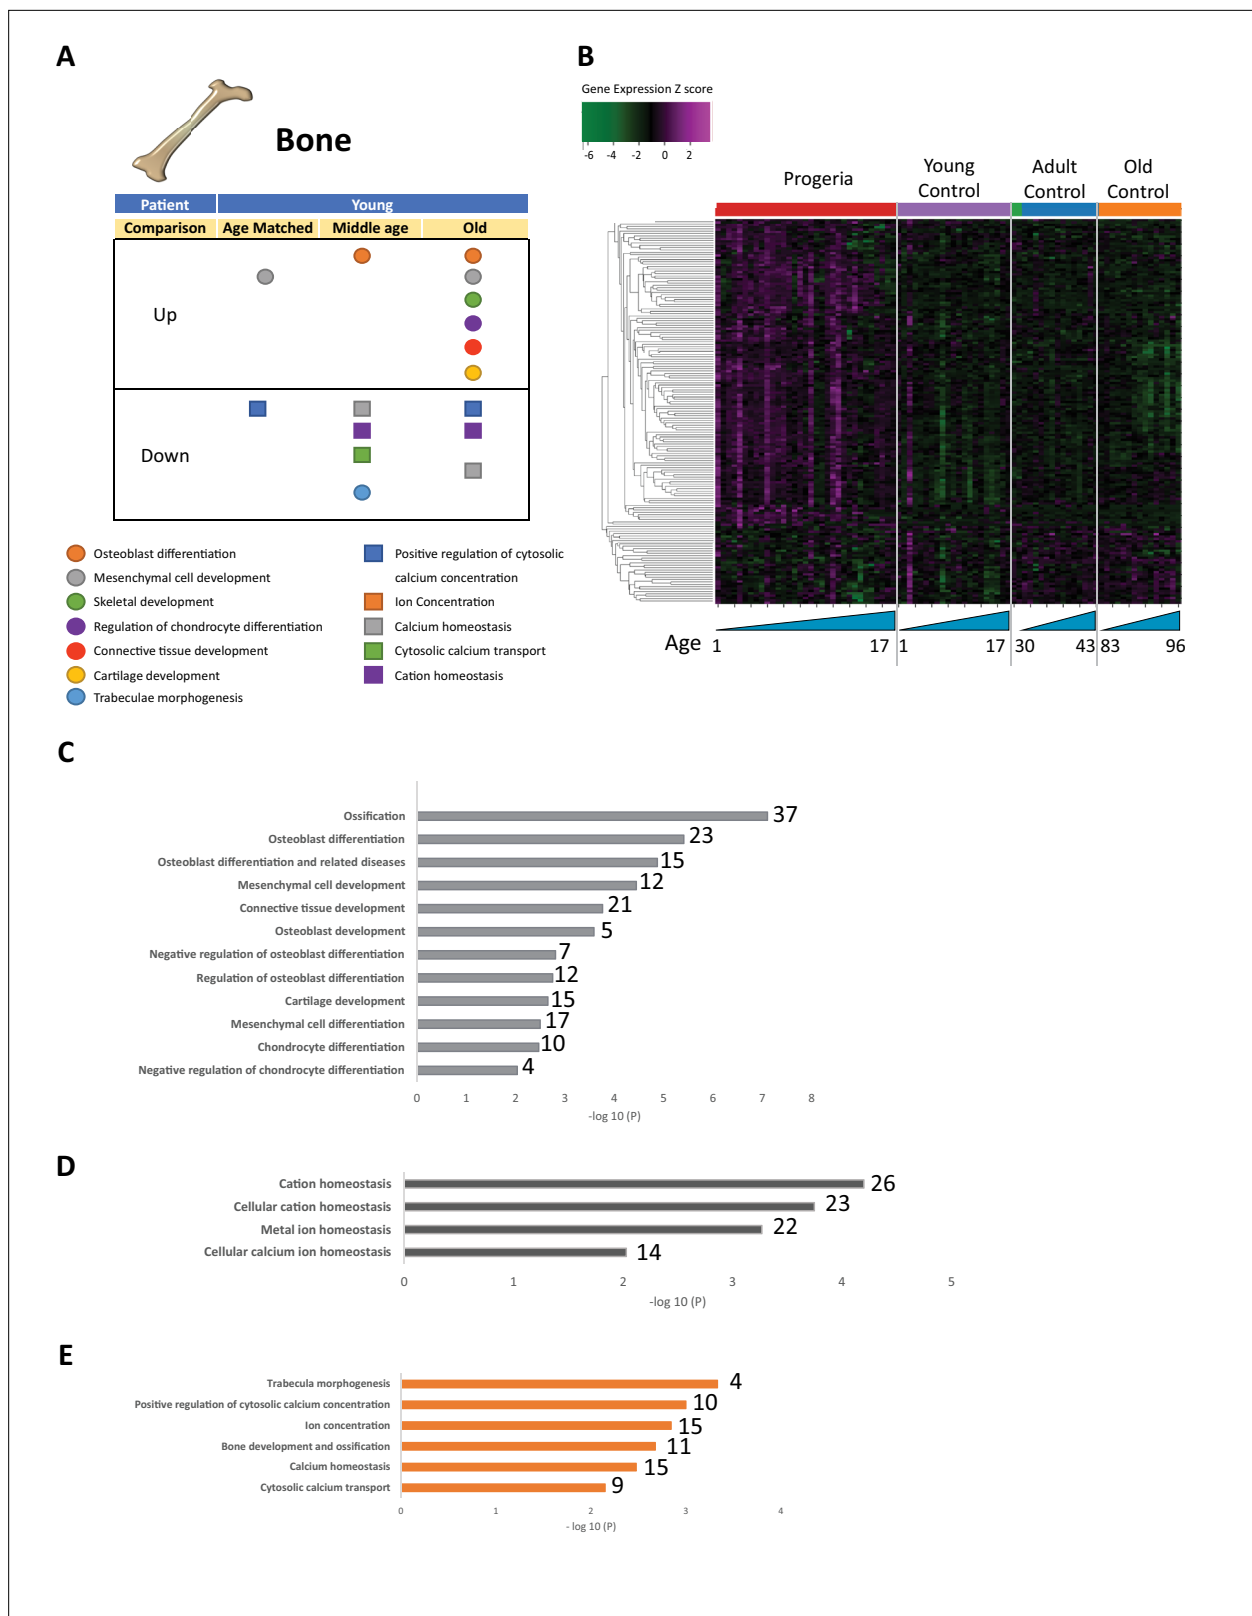 A
Bone
Patient Young
Comparison Age Matched Middle age Old
Up
Down
Osteoblast differentiation
Mesenchymal cell development
Skeletal development
Regulation of chondrocyte differentiation
Connective tissue development
Cartilage development
Trabeculae morphogenesis
Positive regulation of cytosolic
calcium concentration
Ion Concentration
Calcium homeostasis
Cytosolic calcium transport
Cation homeostasis
B
Gene Expression Z score
-6 -4 -2 0 2
Progeria
Young
Control
Adult
Control
Old
Control
Age 1 17 1 17 30 43 83 96
C
Ossification 37
Osteoblast differentiation 23
Osteoblast differentiation and related diseases 15
Mesenchymal cell development 12
Connective tissue development 21
Osteoblast development 5
Negative regulation of osteoblast differentiation 7
Regulation of osteoblast differentiation 12
Cartilage development 15
Mesenchymal cell differentiation 17
Chondrocyte differentiation 10
Negative regulation of chondrocyte differentiation 4
0 1 2 3 4 5 6 7 8
-log 10 (P)
D
Cation homeostasis 26
Cellular cation homeostasis 23
Metal ion homeostasis 22
Cellular calcium ion homeostasis 14
0 1 2 3 4 5
-log 10 (P)
E
Trabecula morphogenesis 4
Positive regulation of cytosolic calcium concentration 10
Ion concentration 15
Bone development and ossification 11
Calcium homeostasis 15
Cytosolic calcium transport 9
0 1 2 3 4
- log 10 (P)